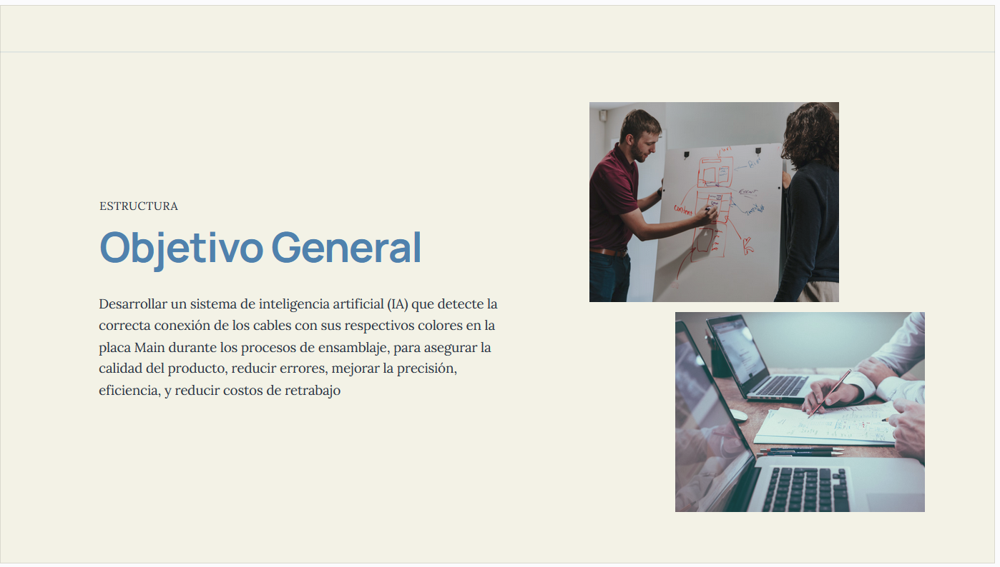 ESTRUCTURA
Objetivo General
Desarrollar un sistema de inteligencia artificial (IA) que detecte la
correcta conexión de los cables con sus respectivos colores en la
placa Main durante los procesos de ensamblaje, para asegurar la
calidad del producto, reducir errores, mejorar la precisión,
eficiencia, y reducir costos de retrabajo
content